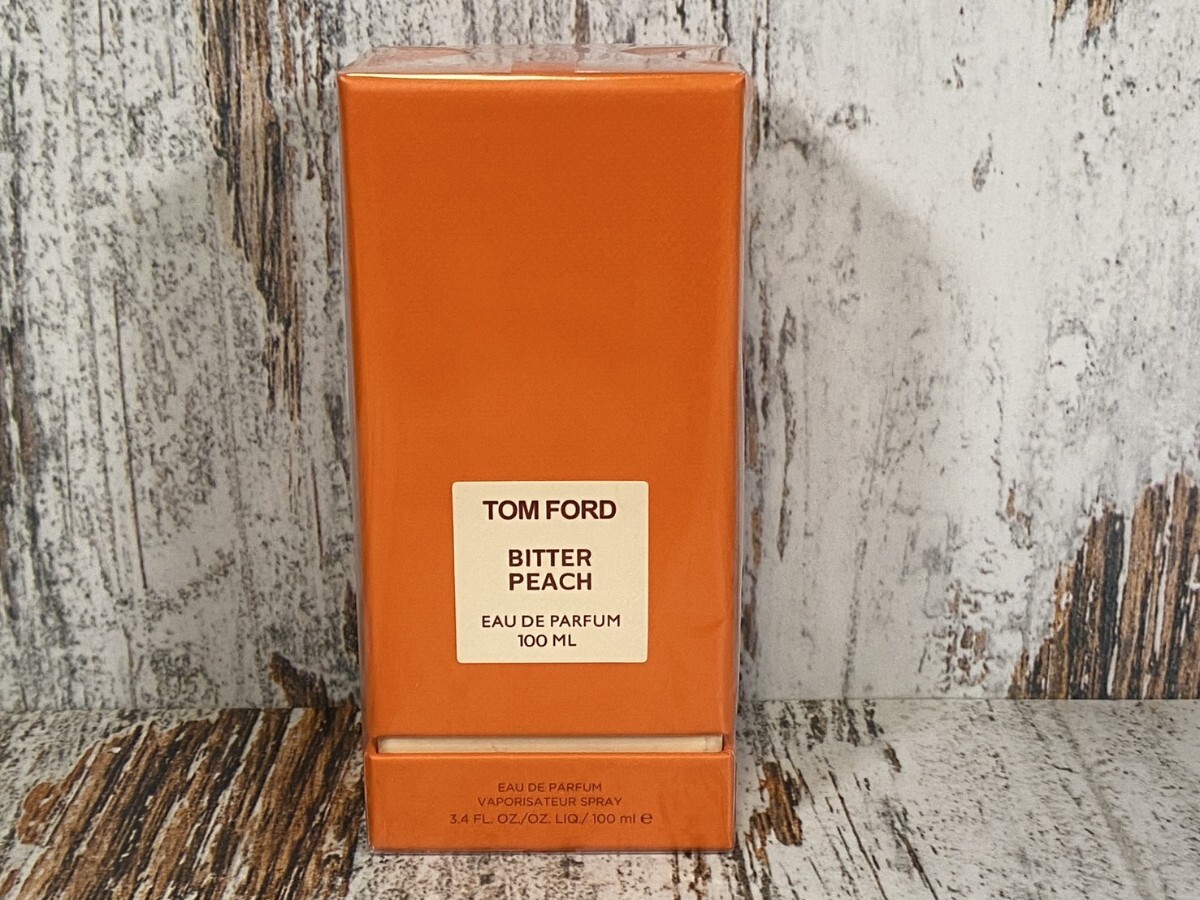 TOM FORD
BITTER
PEACH
EAU DE PARFUM
100 ML
EAU DE PARFUM
VAPORISATEUR SPRAY
3.4 FL. OZ./OZ. LIQ./ 100 ml ℮